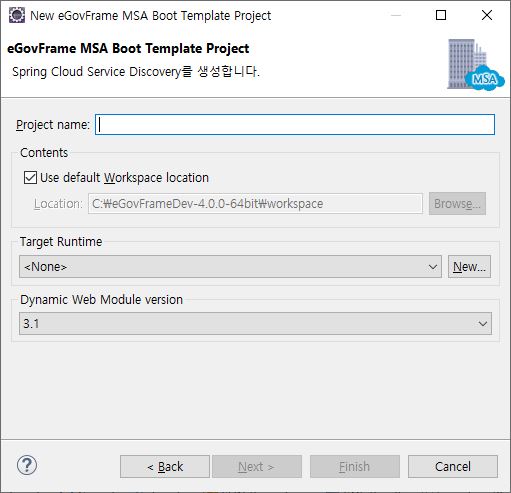 New eGovFrame MSA Boot Template Project
eGovFrame MSA Boot Template Project
Spring Cloud Service Discovery를 생성합니다.
MSA
Project name:
Contents
Use default Workspace location
Location: C:₩eGovFrameDev-4.0.0-64bit₩workspace Browse...
Target Runtime
<None> New...
Dynamic Web Module version
3.1
? < Back Next > Finish Cancel